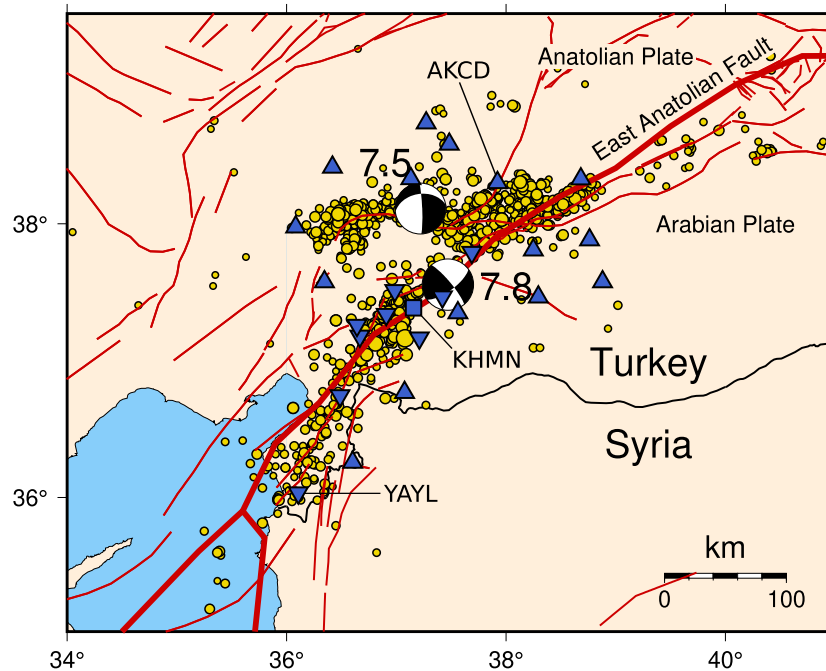 Anatolian Plate
AKCD
East Anatolian Fault
7.5
38°
Arabian Plate
7.8
KHMN
Turkey
Syria
36°
YAYL
km
0 100
34° 36° 38° 40°